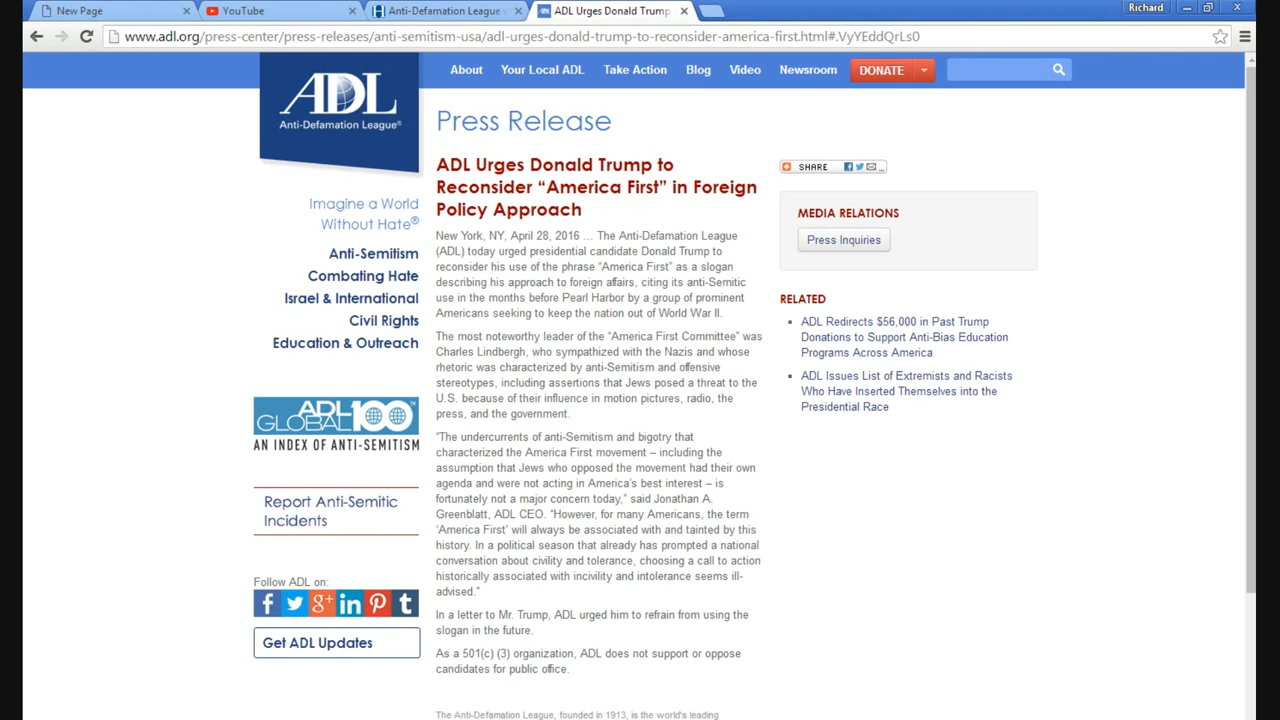 New Page
YouTube
Anti-Defamation League
ADL Urges Donald Trump
Richard
www.adl.org/press-center/press-releases/anti-semitism-usa/adl-urges-donald-trump-to-reconsider-america-first.html#.VyYEddQrLs0
ADL
Anti-Defamation League®
About
Your Local ADL
Take Action
Blog
Video
Newsroom
DONATE
Imagine a World
Without Hate®
Anti-Semitism
Combating Hate
Israel & International
Civil Rights
Education & Outreach
ADL
GLOBAL 100™
AN INDEX OF ANTI-SEMITISM
Report Anti-Semitic
Incidents
Follow ADL on:
Get ADL Updates
Press Release
ADL Urges Donald Trump to
Reconsider “America First” in Foreign
Policy Approach
New York, NY, April 28, 2016 ... The Anti-Defamation League
(ADL) today urged presidential candidate Donald Trump to
reconsider his use of the phrase “America First” as a slogan
describing his approach to foreign affairs, citing its anti-Semitic
use in the months before Pearl Harbor by a group of prominent
Americans seeking to keep the nation out of World War II.
The most noteworthy leader of the “America First Committee” was
Charles Lindbergh, who sympathized with the Nazis and whose
rhetoric was characterized by anti-Semitism and offensive
stereotypes, including assertions that Jews posed a threat to the
U.S. because of their influence in motion pictures, radio, the
press, and the government.
“The undercurrents of anti-Semitism and bigotry that
characterized the America First movement – including the
assumption that Jews who opposed the movement had their own
agenda and were not acting in America’s best interest – is
fortunately not a major concern today,” said Jonathan A.
Greenblatt, ADL CEO. “However, for many Americans, the term
‘America First’ will always be associated with and tainted by this
history. In a political season that already has prompted a national
conversation about civility and tolerance, choosing a call to action
historically associated with incivility and intolerance seems ill-
advised.”
In a letter to Mr. Trump, ADL urged him to refrain from using the
slogan in the future.
As a 501(c) (3) organization, ADL does not support or oppose
candidates for public office.
The Anti-Defamation League, founded in 1913, is the world's leading
SHARE
MEDIA RELATIONS
Press Inquiries
RELATED
ADL Redirects $56,000 in Past Trump
Donations to Support Anti-Bias Education
Programs Across America
ADL Issues List of Extremists and Racists
Who Have Inserted Themselves into the
Presidential Race